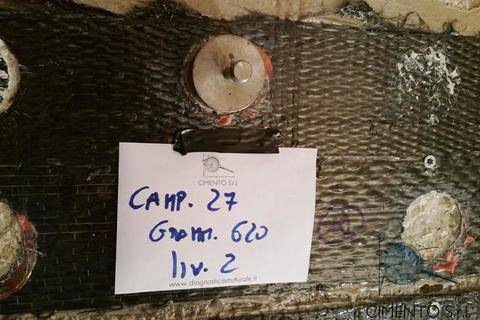 CIMENTO S.r.l.
CAMP. 27
GRAMM. 620
liv. 2
www.diagnosticastrutturale.it
CIMENTO S.r.l.